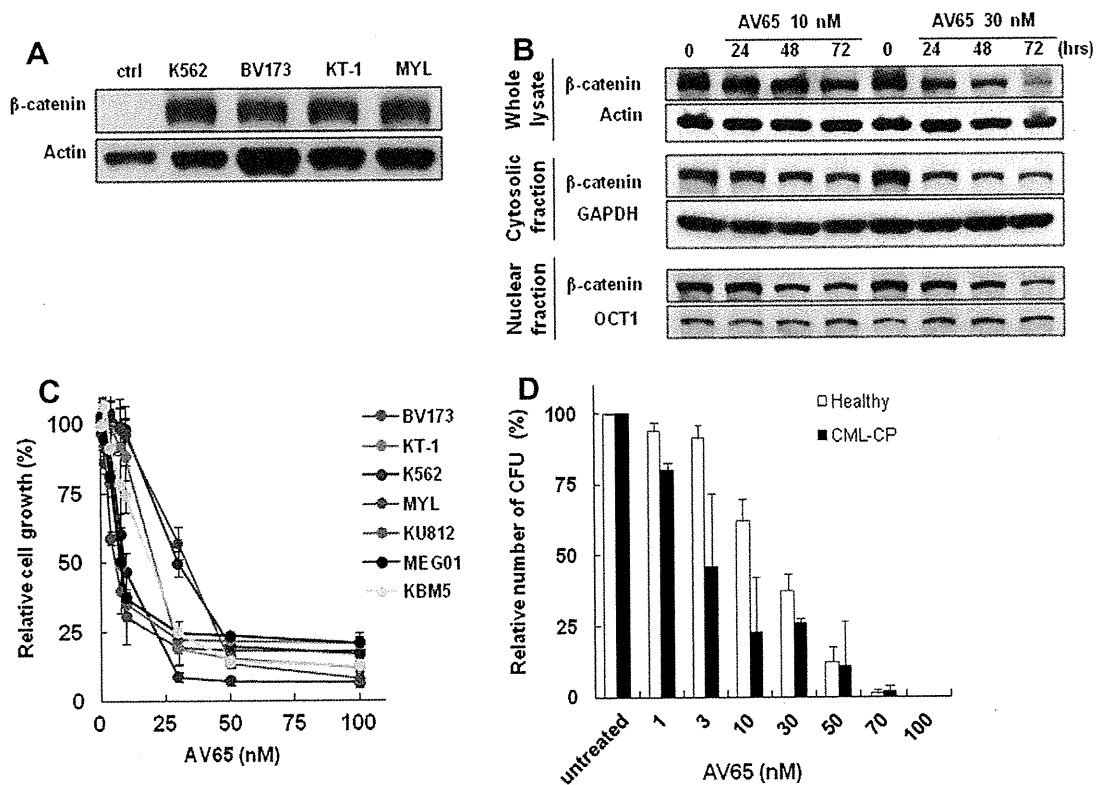 A
ctrl K562 BV173 KT-1 MYL
β-catenin
Actin
B
AV65 10 nM AV65 30 nM
0 24 48 72 0 24 48 72 (hrs)
Whole lysate
β-catenin
Actin
Cytosolic fraction
β-catenin
GAPDH
Nuclear fraction
β-catenin
OCT1
C
Relative cell growth (%)
100
75
50
25
0
0 25 50 75 100
AV65 (nM)
BV173
KT-1
K562
MYL
KU812
MEG01
KBM5
D
Relative number of CFU (%)
100
75
50
25
0
untreated 1 3 10 30 50 70 100
AV65 (nM)
Healthy
CML-CP